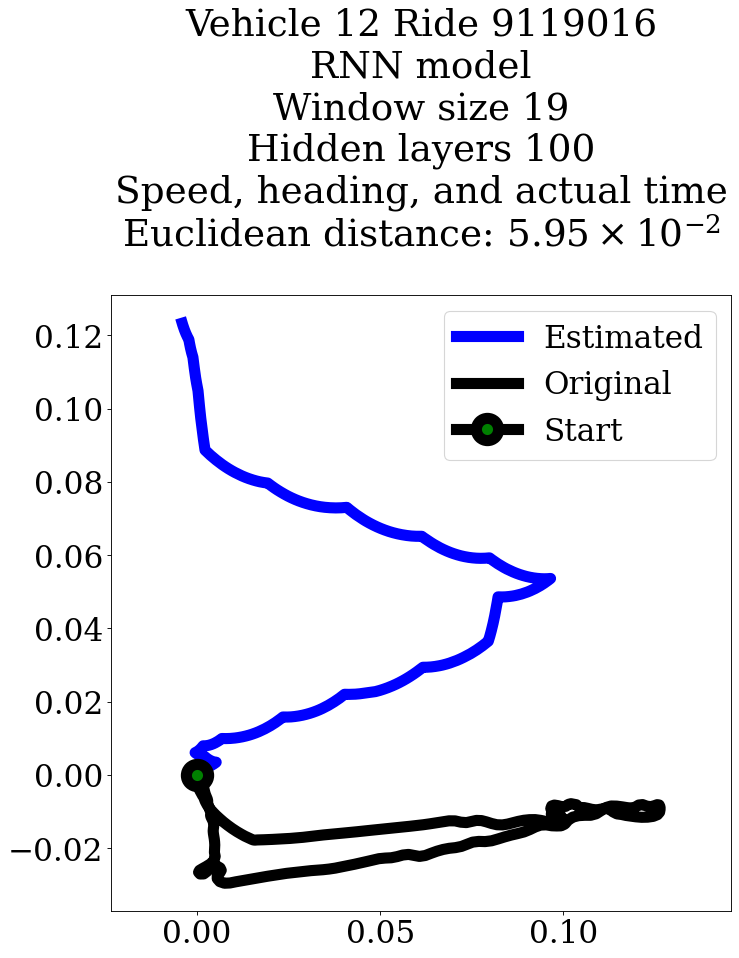 Vehicle 12 Ride 9119016
RNN model
Window size 19
Hidden layers 100
Speed, heading, and actual time
Euclidean distance: 5.95 × 10⁻²
Estimated
Original
Start
0.12
0.10
0.08
0.06
0.04
0.02
0.00
−0.02
0.00 0.05 0.10